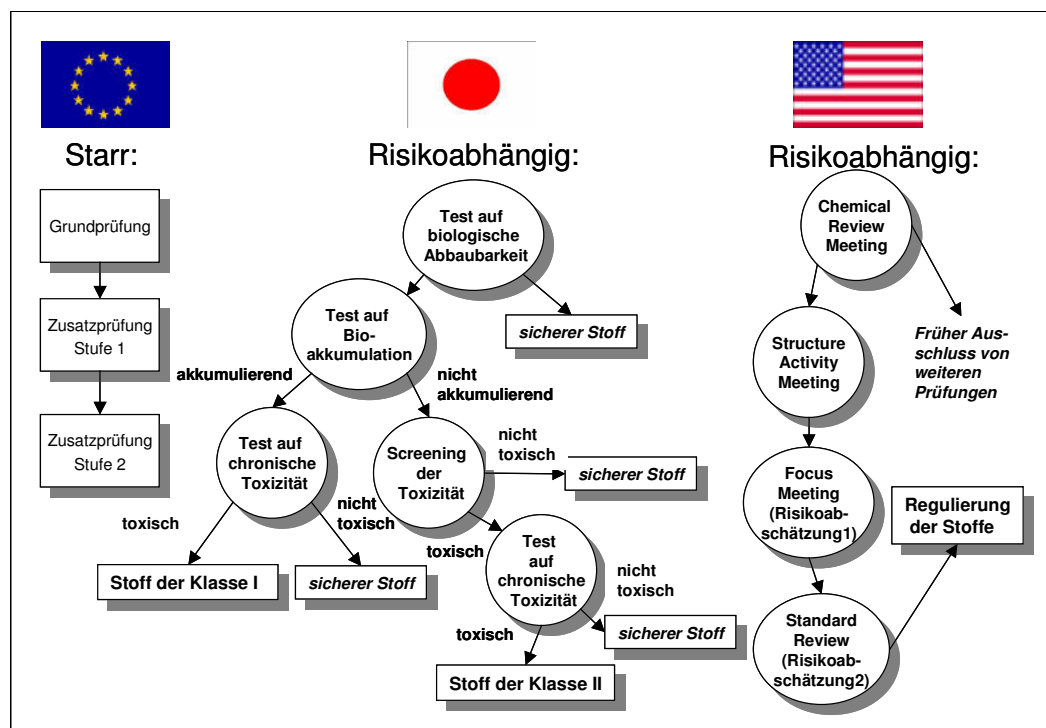 Starr:
Grundprüfung
Zusatzprüfung
Stufe 1
Zusatzprüfung
Stufe 2
Risikoabhängig:
Test auf
biologische
Abbaubarkeit
sicherer Stoff
Test auf
Bio-
akkumulation
akkumulierend
nicht
akkumulierend
Test auf
chronische
Toxizität
toxisch
nicht
toxisch
Stoff der Klasse I
sicherer Stoff
Screening
der
Toxizität
nicht
toxisch
sicherer Stoff
toxisch
Test
auf
chronische
Toxizität
nicht
toxisch
sicherer Stoff
toxisch
Stoff der Klasse II
Risikoabhängig:
Chemical
Review
Meeting
Früher Aus-
schluss von
weiteren
Prüfungen
Structure
Activity
Meeting
Focus
Meeting
(Risikoab-
schätzung1)
Regulierung
der Stoffe
Standard
Review
(Risikoab-
schätzung2)